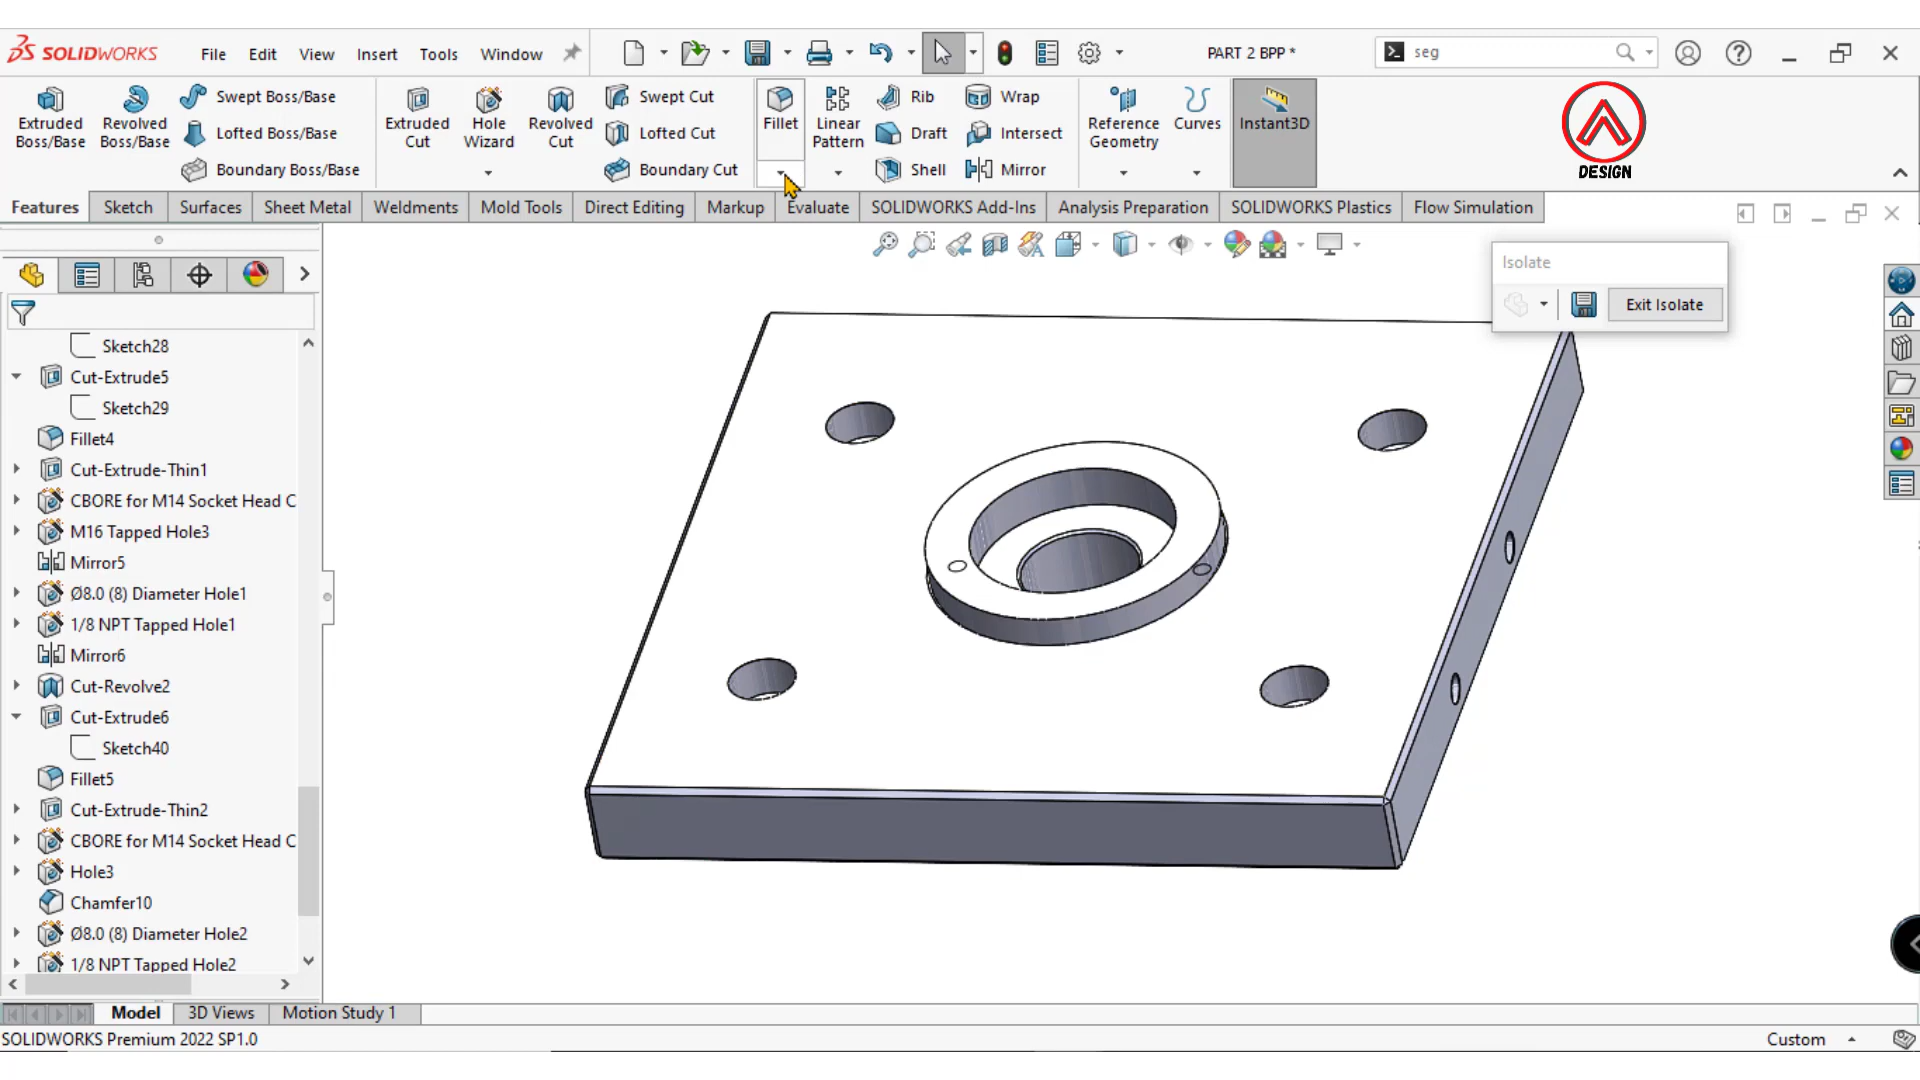 SOLIDWORKS File Edit View Insert Tools Window PART 2 BPP * seg
Extruded Boss/Base
Revolved Boss/Base
Swept Boss/Base
Lofted Boss/Base
Boundary Boss/Base
Extruded Cut
Hole Wizard
Revolved Cut
Swept Cut
Lofted Cut
Boundary Cut
Fillet
Linear Pattern
Rib
Draft
Shell
Wrap
Intersect
Mirror
Reference Geometry
Curves
Instant3D
DESIGN
Features Sketch Surfaces Sheet Metal Weldments Mold Tools Direct Editing Markup Evaluate SOLIDWORKS Add-Ins Analysis Preparation SOLIDWORKS Plastics Flow Simulation
Isolate
Exit Isolate
Sketch28
Cut-Extrude5
Sketch29
Fillet4
Cut-Extrude-Thin1
CBORE for M14 Socket Head C
M16 Tapped Hole3
Mirror5
Ø8.0 (8) Diameter Hole1
1/8 NPT Tapped Hole1
Mirror6
Cut-Revolve2
Cut-Extrude6
Sketch40
Fillet5
Cut-Extrude-Thin2
CBORE for M14 Socket Head C
Hole3
Chamfer10
Ø8.0 (8) Diameter Hole2
1/8 NPT Tapped Hole2
Model 3D Views Motion Study 1
SOLIDWORKS Premium 2022 SP1.0 Custom